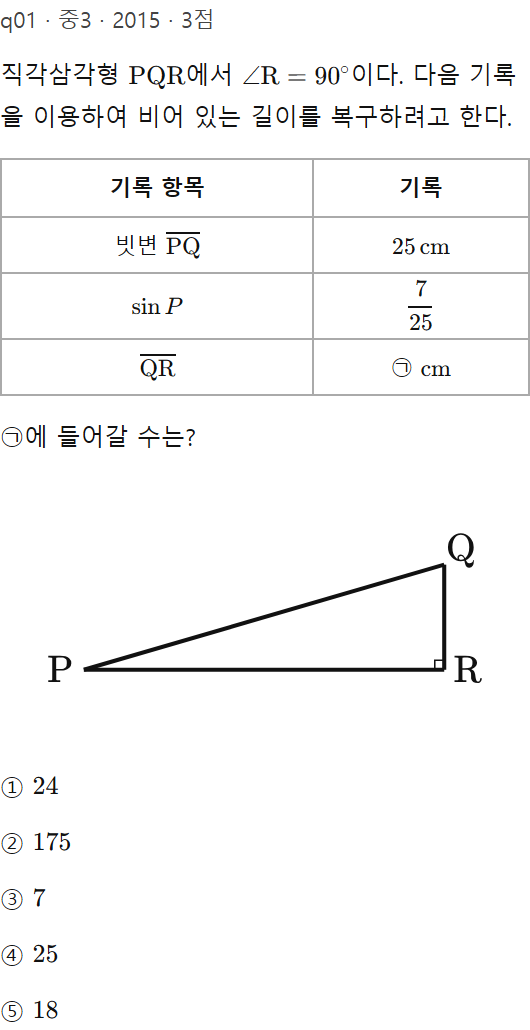 q01 · 중3 · 2015 · 3점
직각삼각형 PQR에서 ∠R = 90°이다. 다음 기록
을 이용하여 비어 있는 길이를 복구하려고 한다.
기록 항목 기록
빗변 P̅Q̅ 25 cm
sin P 7/25
Q̅R̅ ㉠ cm
㉠에 들어갈 수는?
Q
P R
① 24
② 175
③ 7
④ 25
⑤ 18